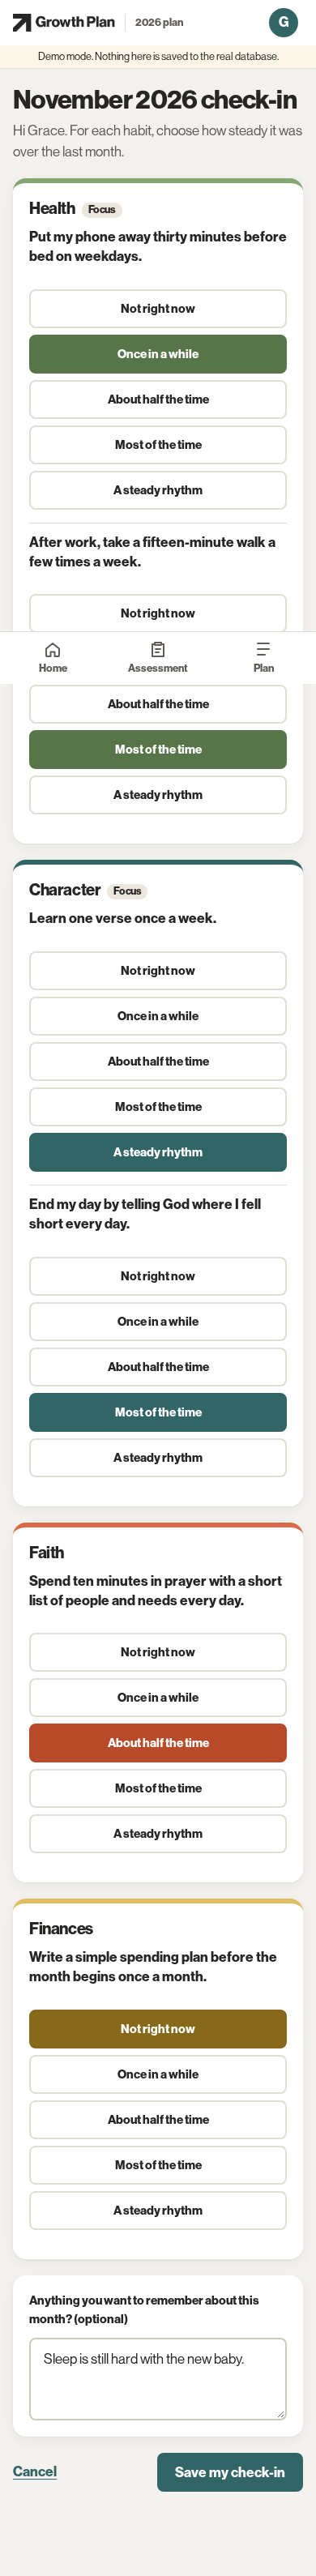 Growth Plan
2026 plan
G
Demo mode. Nothing here is saved to the real database.
November 2026 check-in
Hi Grace. For each habit, choose how steady it was
over the last month.
Health
Focus
Put my phone away thirty minutes before
bed on weekdays.
Not right now
Once in a while
About half the time
Most of the time
A steady rhythm
After work, take a fifteen-minute walk a
few times a week.
Not right now
Home
Assessment
Plan
About half the time
Most of the time
A steady rhythm
Character
Focus
Learn one verse once a week.
Not right now
Once in a while
About half the time
Most of the time
A steady rhythm
End my day by telling God where I fell
short every day.
Not right now
Once in a while
About half the time
Most of the time
A steady rhythm
Faith
Spend ten minutes in prayer with a short
list of people and needs every day.
Not right now
Once in a while
About half the time
Most of the time
A steady rhythm
Finances
Write a simple spending plan before the
month begins once a month.
Not right now
Once in a while
About half the time
Most of the time
A steady rhythm
Anything you want to remember about this
month? (optional)
Sleep is still hard with the new baby.
Cancel
Save my check-in